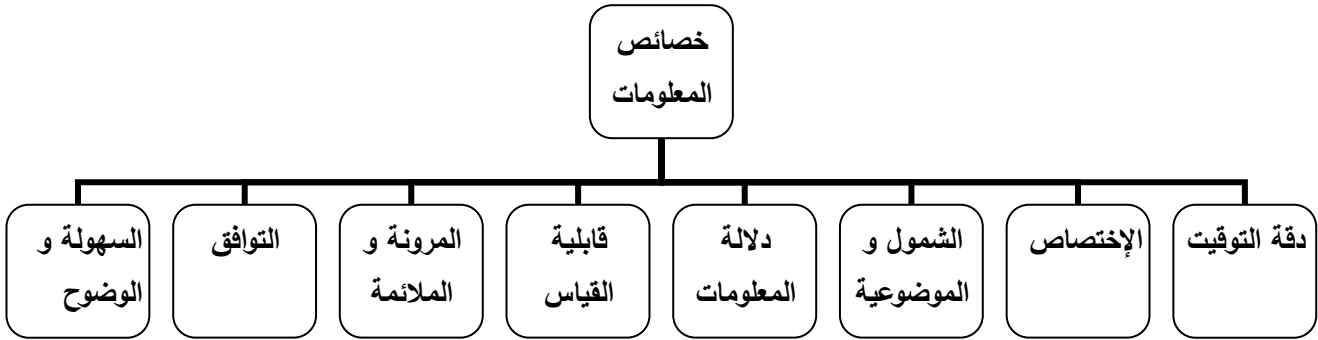 خصائص
المعلومات
دقة التوقيت
الإختصاص
الشمول و
الموضوعية
دلالة
المعلومات
قابلية
القياس
المرونة و
الملائمة
التوافق
السهولة و
الوضوح